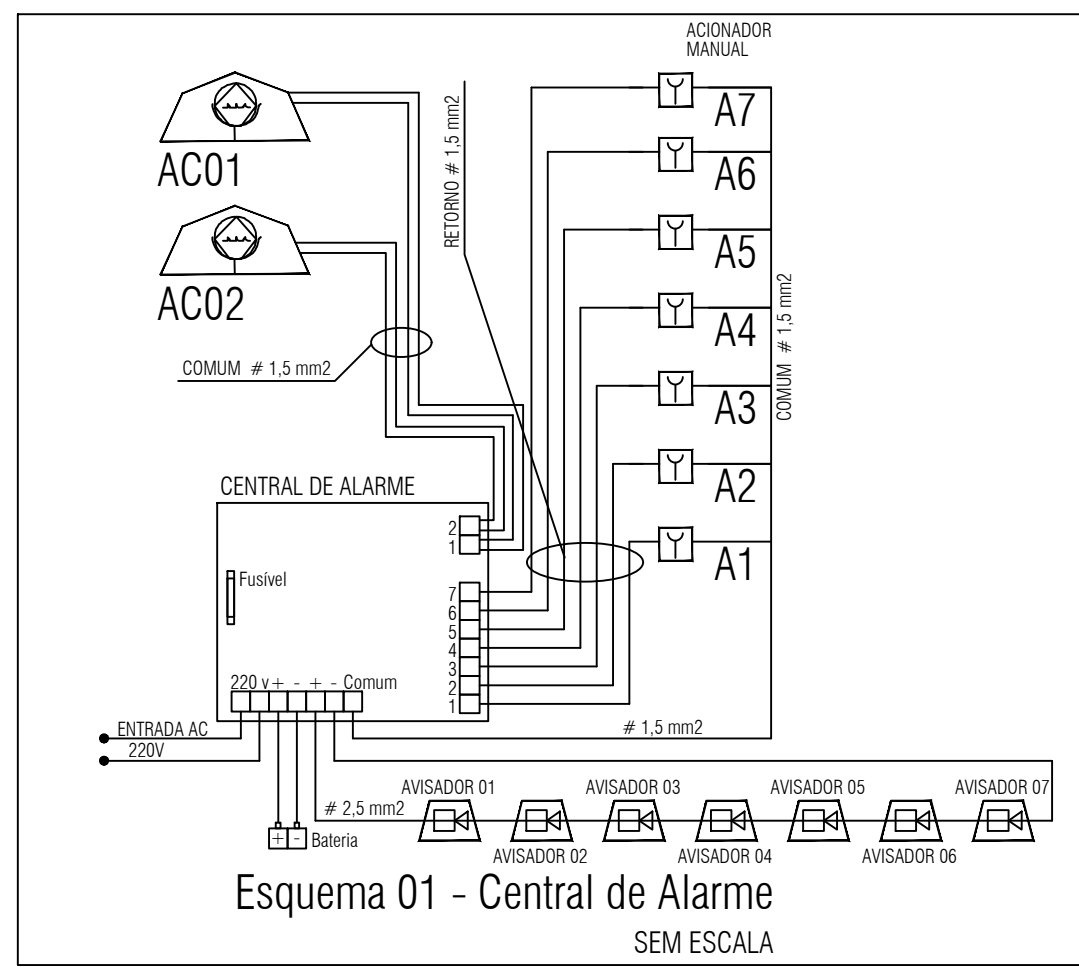 ACIONADOR
MANUAL
AC01
AC02
COMUM # 1,5 mm2
RETORNO # 1,5 mm2
A7
A6
A5
A4
A3
A2
A1
COMUM # 1,5 mm2
CENTRAL DE ALARME
2
1
Fusível
7
6
5
4
3
2
1
220 v + - + - Comum
ENTRADA AC
220V
# 1,5 mm2
# 2,5 mm2
+ - Bateria
AVISADOR 01
AVISADOR 02
AVISADOR 03
AVISADOR 04
AVISADOR 05
AVISADOR 06
AVISADOR 07
Esquema 01 - Central de Alarme
SEM ESCALA